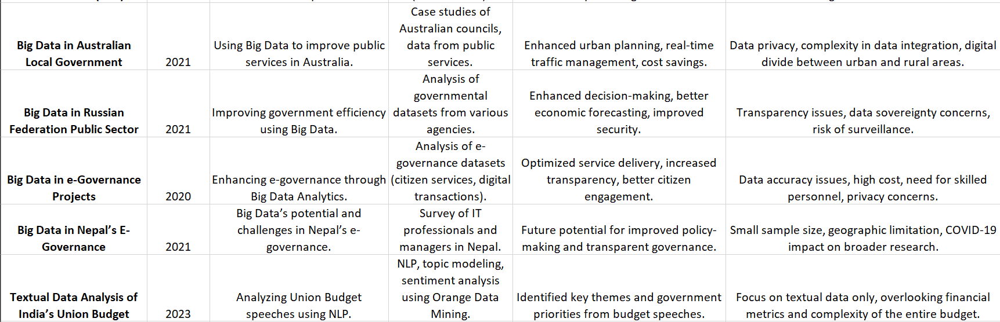 Big Data in Australian
Local Government
2021
Using Big Data to improve public
services in Australia.
Case studies of
Australian councils,
data from public
services.
Enhanced urban planning, real-time
traffic management, cost savings.
Data privacy, complexity in data integration, digital
divide between urban and rural areas.
Big Data in Russian
Federation Public Sector
2021
Improving government efficiency
using Big Data.
Analysis of
governmental
datasets from various
agencies.
Enhanced decision-making, better
economic forecasting, improved
security.
Transparency issues, data sovereignty concerns,
risk of surveillance.
Big Data in e-Governance
Projects
2020
Enhancing e-governance through
Big Data Analytics.
Analysis of e-
governance datasets
(citizen services, digital
transactions).
Optimized service delivery, increased
transparency, better citizen
engagement.
Data accuracy issues, high cost, need for skilled
personnel, privacy concerns.
Big Data in Nepal’s E-
Governance
2021
Big Data’s potential and
challenges in Nepal’s e-
governance.
Survey of IT
professionals and
managers in Nepal.
Future potential for improved policy-
making and transparent governance.
Small sample size, geographic limitation, COVID-19
impact on broader research.
Textual Data Analysis of
India’s Union Budget
2023
Analyzing Union Budget
speeches using NLP.
NLP, topic modeling,
sentiment analysis
using Orange Data
Mining.
Identified key themes and government
priorities from budget speeches.
Focus on textual data only, overlooking financial
metrics and complexity of the entire budget.